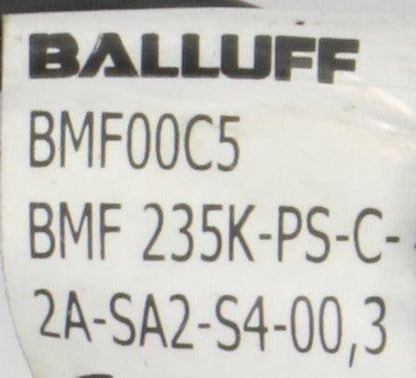 BALLUFF
BMF00C5
BMF 235K-PS-C-
2A-SA2-S4-00,3